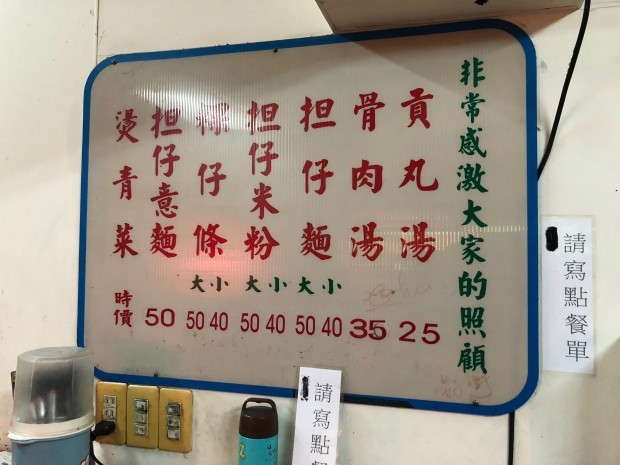 非常感激大家的照顧
貢丸湯 25
骨肉湯 35
担仔麵 大小 50 40
担仔米粉 大小 50 40
粿仔條 大小 50 40
担仔意麵 50
燙青菜 時價
請寫點餐單
請寫點餐